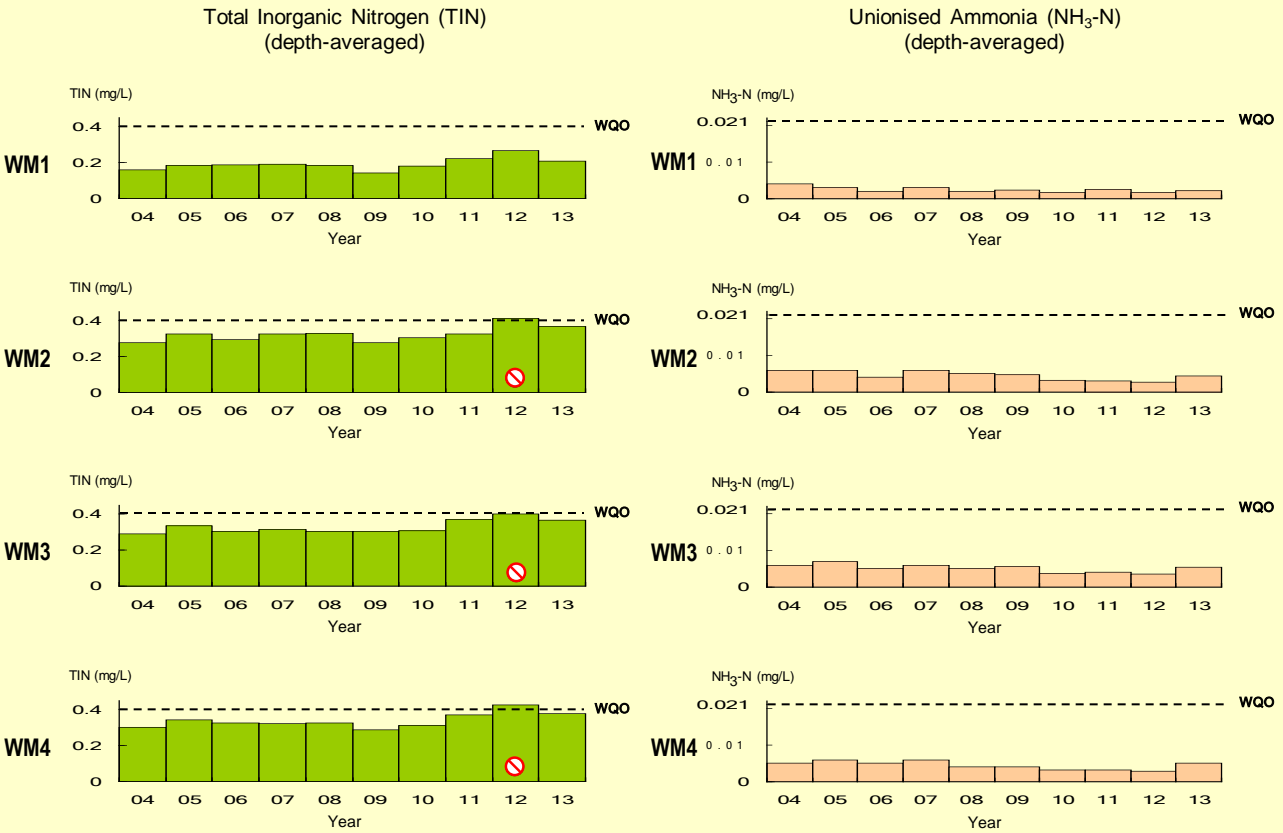 Total Inorganic Nitrogen (TIN)
(depth-averaged)
Unionised Ammonia (NH₃-N)
(depth-averaged)
TIN (mg/L)
0.4
WQO
WM1
0.2
0
04 05 06 07 08 09 10 11 12 13
Year
NH3-N (mg/L)
0.021
WQO
WM1
0.01
0
04 05 06 07 08 09 10 11 12 13
Year
TIN (mg/L)
0.4
WQO
WM2
0.2
0
04 05 06 07 08 09 10 11 12 13
Year
NH3-N (mg/L)
0.021
WQO
WM2
0.01
0
04 05 06 07 08 09 10 11 12 13
Year
TIN (mg/L)
0.4
WQO
WM3
0.2
0
04 05 06 07 08 09 10 11 12 13
Year
NH3-N (mg/L)
0.021
WQO
WM3
0.01
0
04 05 06 07 08 09 10 11 12 13
Year
TIN (mg/L)
0.4
WQO
WM4
0.2
0
04 05 06 07 08 09 10 11 12 13
Year
NH3-N (mg/L)
0.021
WQO
WM4
0.01
0
04 05 06 07 08 09 10 11 12 13
Year